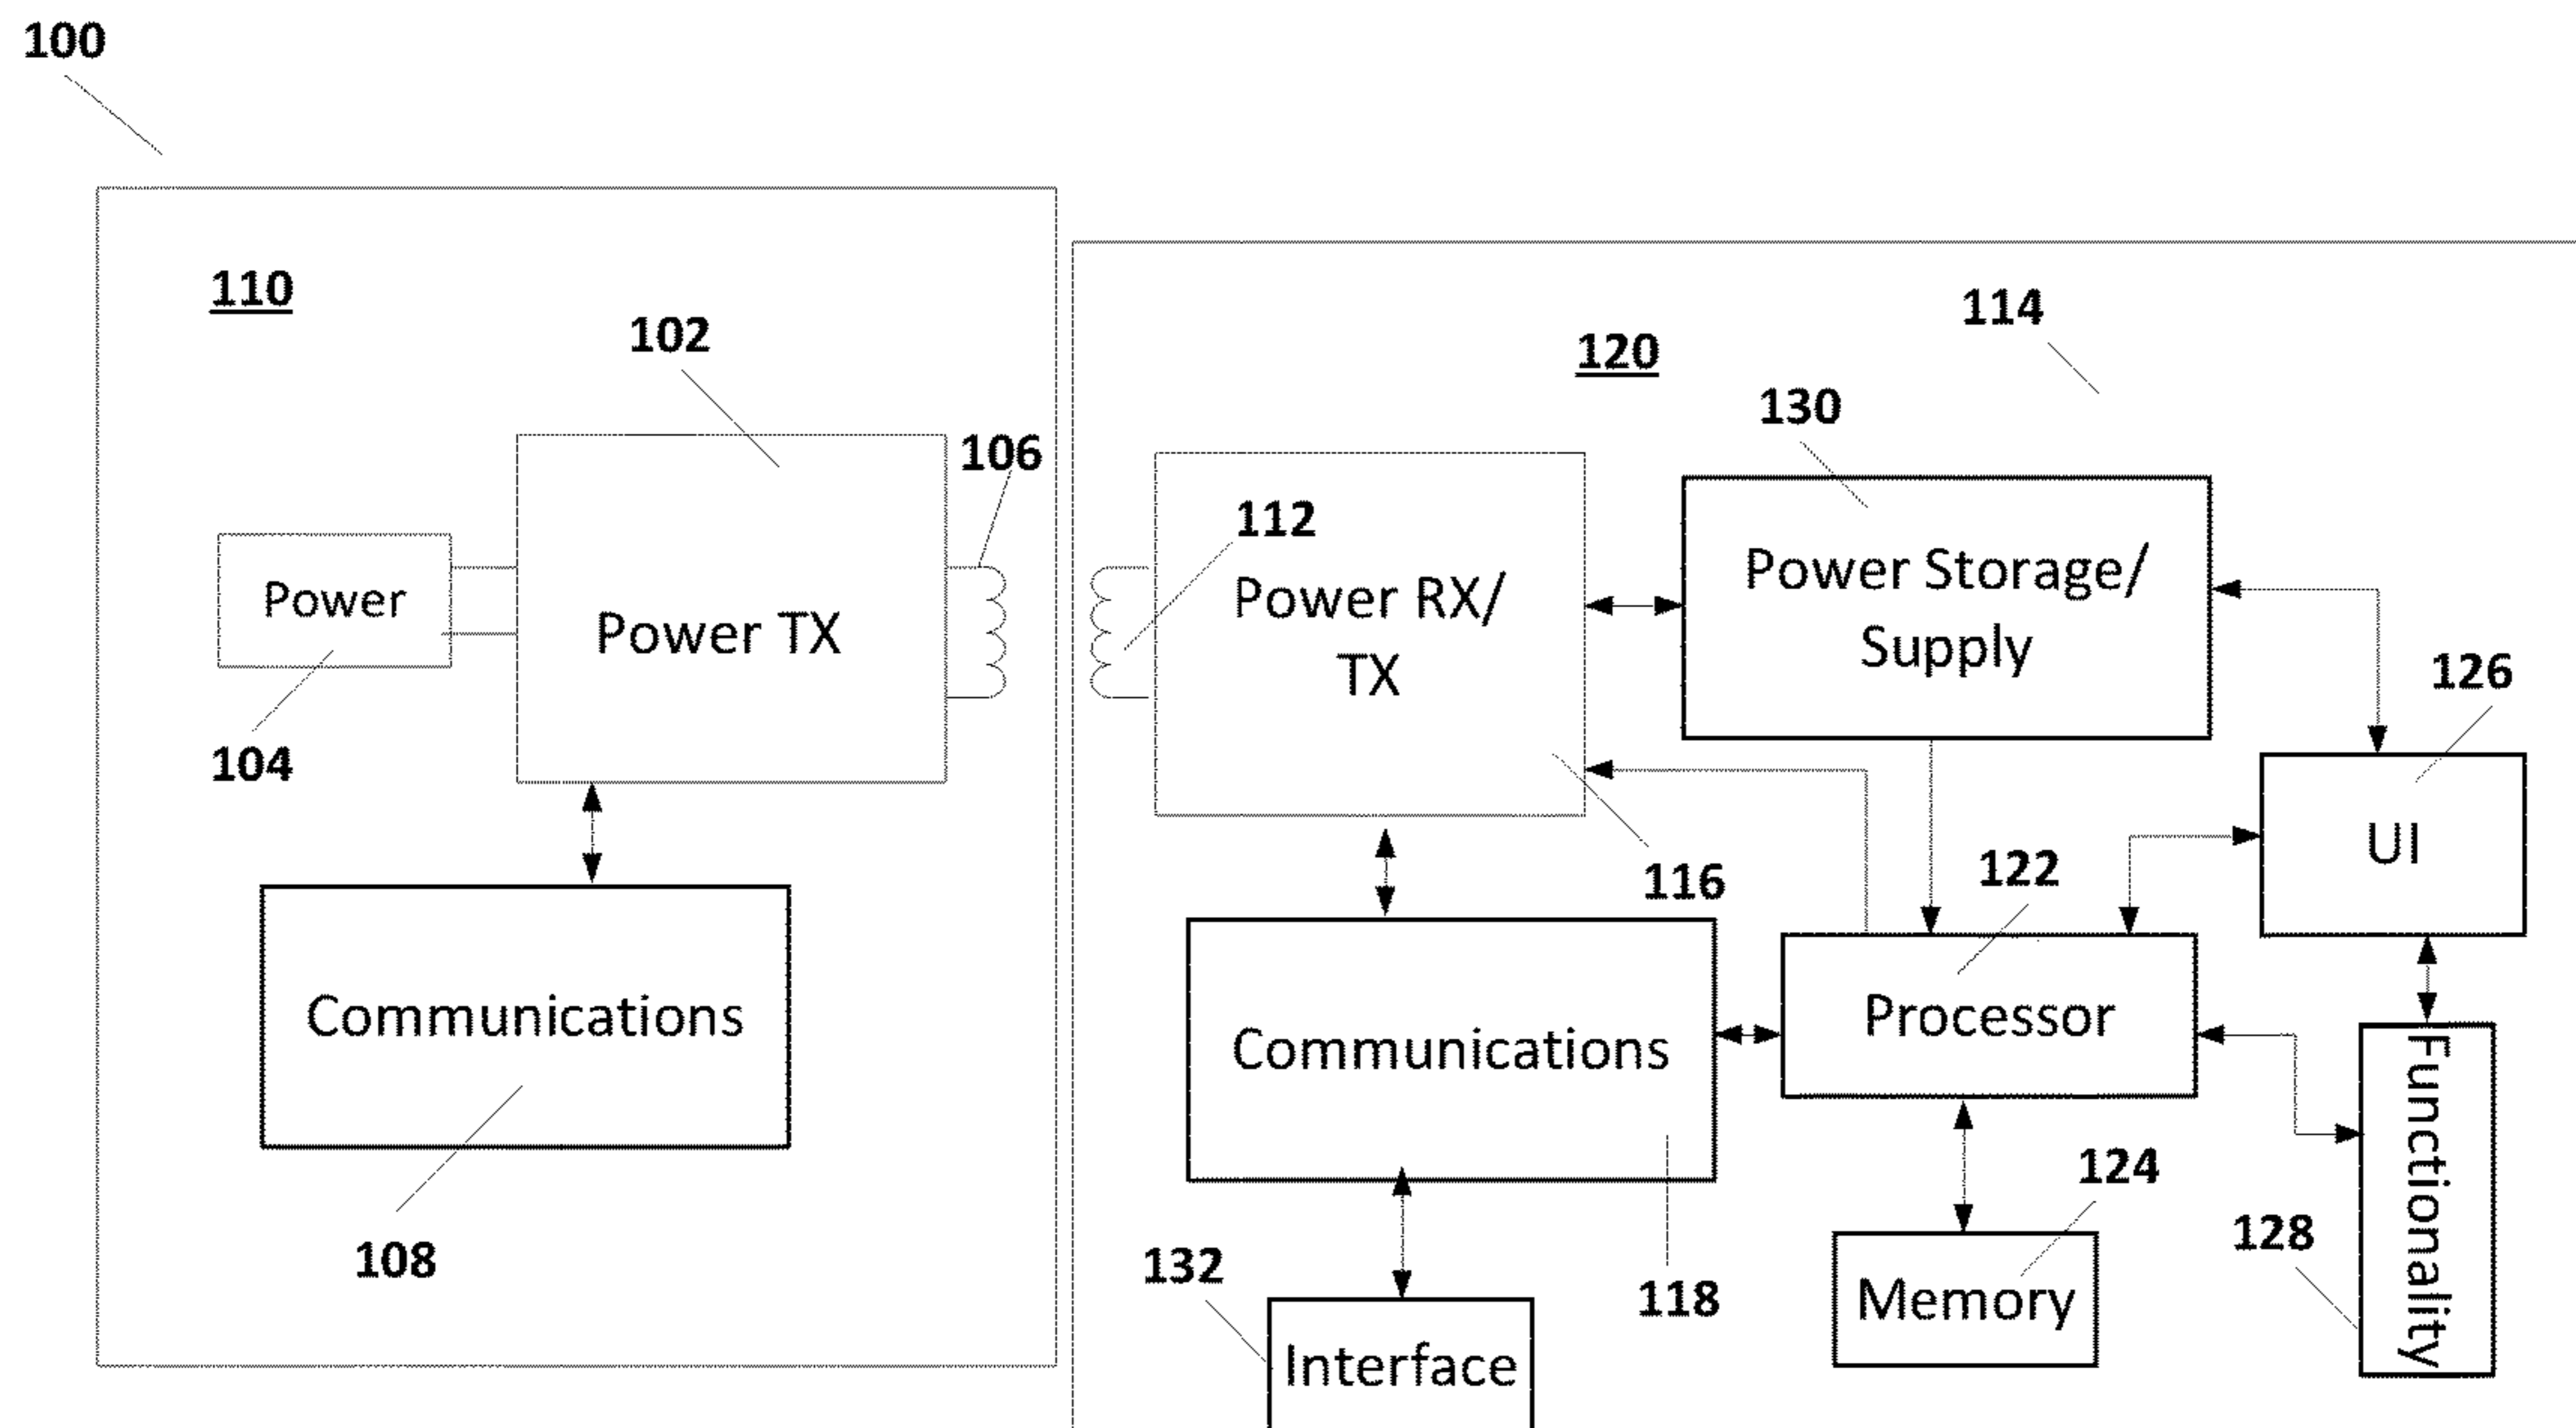 100
110
102
106
104
Power
Power TX
Communications
108
120
114
130
112
Power RX/
TX
Power Storage/
Supply
126
116
122
UI
Communications
Processor
118
124
132
Interface
Memory
128
Functionality